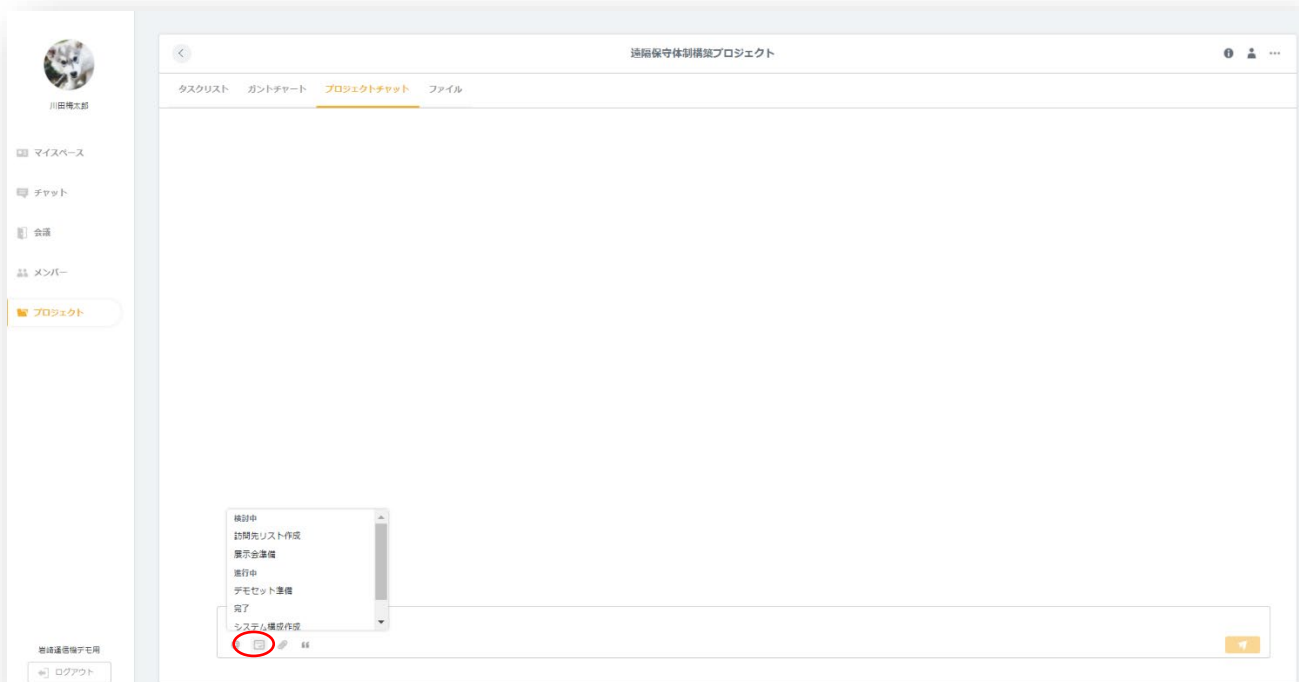 遠隔保守体制構築プロジェクト
タスクリスト ガントチャート プロジェクトチャット ファイル
川田梅太郎
マイスペース
チャット
会議
メンバー
プロジェクト
検討中
訪問先リスト作成
展示会準備
進行中
デモセット準備
完了
システム構成作成
岩崎通信機デモ用
ログアウト